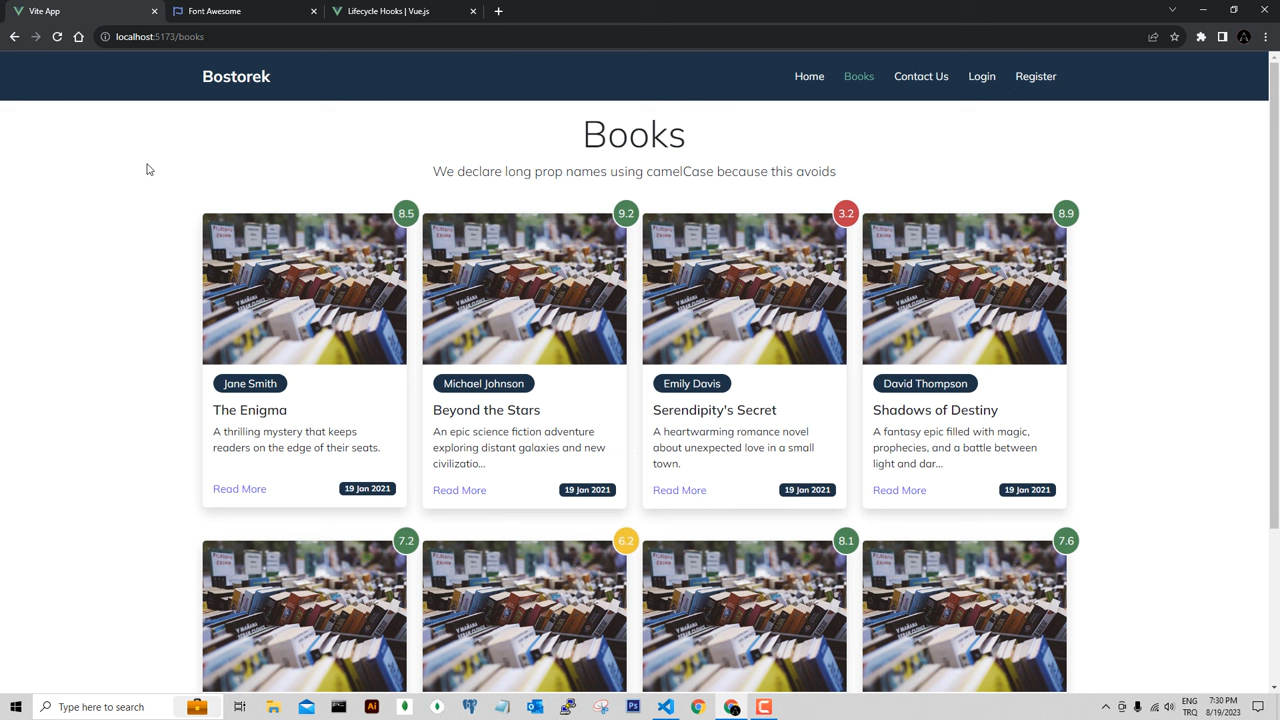 Vite App
Font Awesome
Lifecycle Hooks | Vue.js
localhost:5173/books
Bostorek
Home
Books
Contact Us
Login
Register
Books
We declare long prop names using camelCase because this avoids
8.5
9.2
3.2
8.9
Jane Smith
The Enigma
A thrilling mystery that keeps
readers on the edge of their seats.
Read More
19 Jan 2021
Michael Johnson
Beyond the Stars
An epic science fiction adventure
exploring distant galaxies and new
civilizatio...
Read More
19 Jan 2021
Emily Davis
Serendipity's Secret
A heartwarming romance novel
about unexpected love in a small
town.
Read More
19 Jan 2021
David Thompson
Shadows of Destiny
A fantasy epic filled with magic,
prophecies, and a battle between
light and dar...
Read More
19 Jan 2021
7.2
6.2
8.1
7.6
Type here to search
ENG
TRQ
7:30 PM
8/19/2023